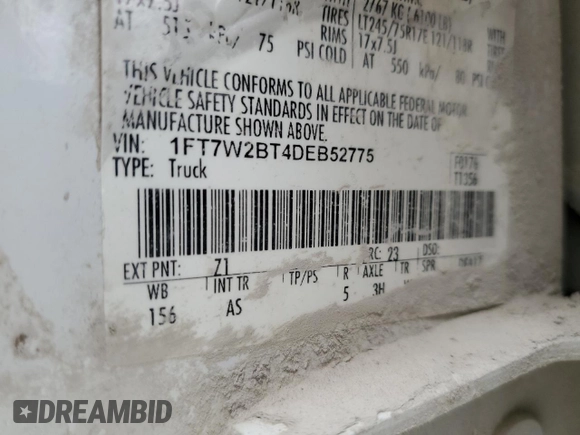 TIRES LT245/75R17E 121/118R
RIMS 17x7.5J
AT 550 kPa/ 80 PSI
AT kPa/ 75 PSI COLD
THIS VEHICLE CONFORMS TO ALL APPLICABLE FEDERAL MOTOR
VEHICLE SAFETY STANDARDS IN EFFECT ON THE DATE OF
MANUFACTURE SHOWN ABOVE.
VIN: 1FT7W2BT4DEB52775
TYPE: Truck
EXT PNT: Z1 RC: 23 DSO:
WB INT TR TP/PS R AXLE TR SPR
156 AS 5 3H
DREAMBID